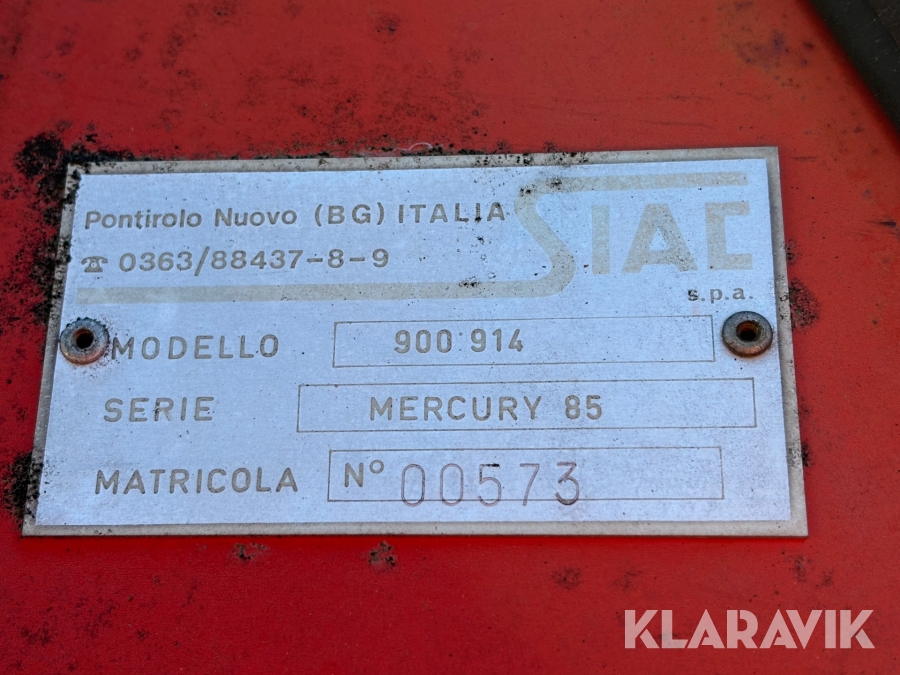 Pontirolo Nuovo (BG) ITALIA
SIAC
☎ 0363/88437-8-9
s.p.a.
MODELLO 900 914
SERIE MERCURY 85
MATRICOLA N° 00573
KLARAVIK